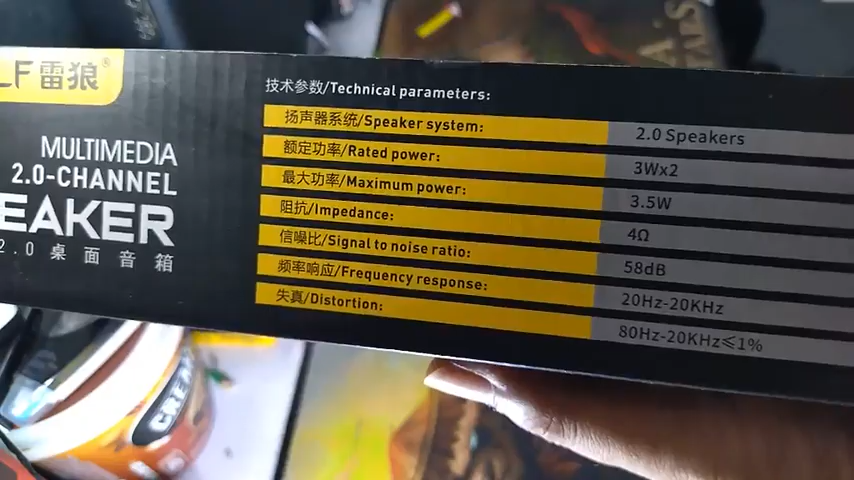 LF雷狼®
MULTIMEDIA
2.0-CHANNEL
EAKER
2.0 桌面音箱
技术参数/Technical parameters:
扬声器系统/Speaker system: 2.0 Speakers
额定功率/Rated power: 3Wx2
最大功率/Maximum power: 3.5W
阻抗/Impedance: 4Ω
信噪比/Signal to noise ratio: 58dB
频率响应/Frequency response: 20Hz-20KHz
失真/Distortion: 80Hz-20KHz≤1%
CREA